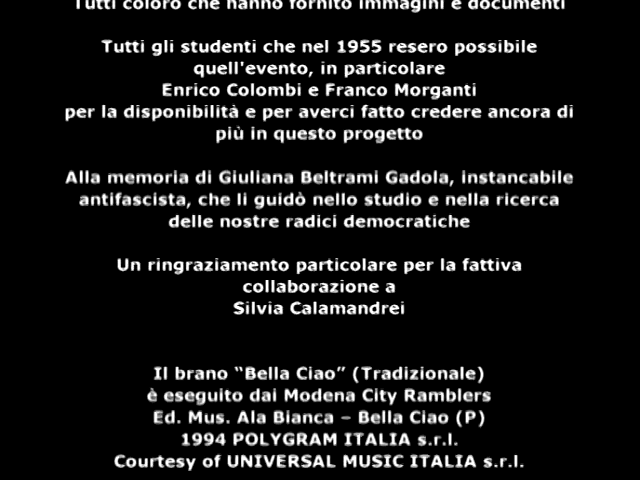 Tutti coloro che hanno fornito immagini e documenti
Tutti gli studenti che nel 1955 resero possibile
quell'evento, in particolare
Enrico Colombi e Franco Morganti
per la disponibilità e per averci fatto credere ancora di
più in questo progetto
Alla memoria di Giuliana Beltrami Gadola, instancabile
antifascista, che li guidò nello studio e nella ricerca
delle nostre radici democratiche
Un ringraziamento particolare per la fattiva
collaborazione a
Silvia Calamandrei
Il brano “Bella Ciao” (Tradizionale)
è eseguito dai Modena City Ramblers
Ed. Mus. Ala Bianca – Bella Ciao (P)
1994 POLYGRAM ITALIA s.r.l.
Courtesy of UNIVERSAL MUSIC ITALIA s.r.l.